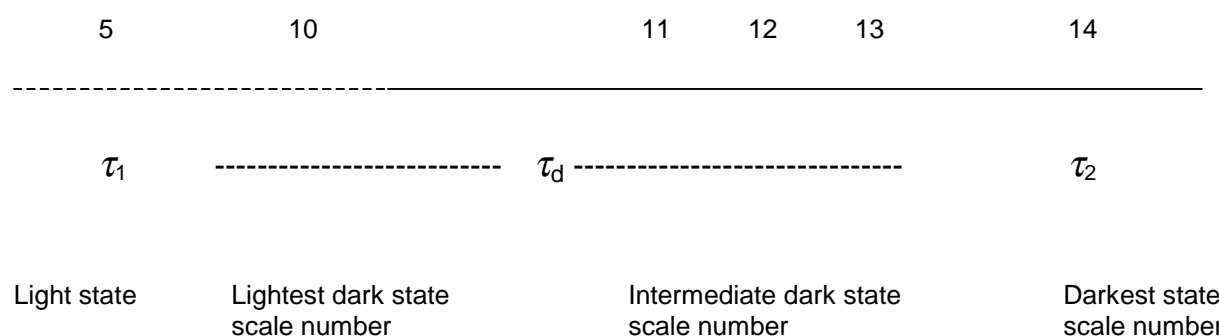 5 10 11 12 13 14
τ1 --------------------------- τd ------------------------------- τ2
Light state Lightest dark state Intermediate dark state Darkest state
scale number scale number scale number